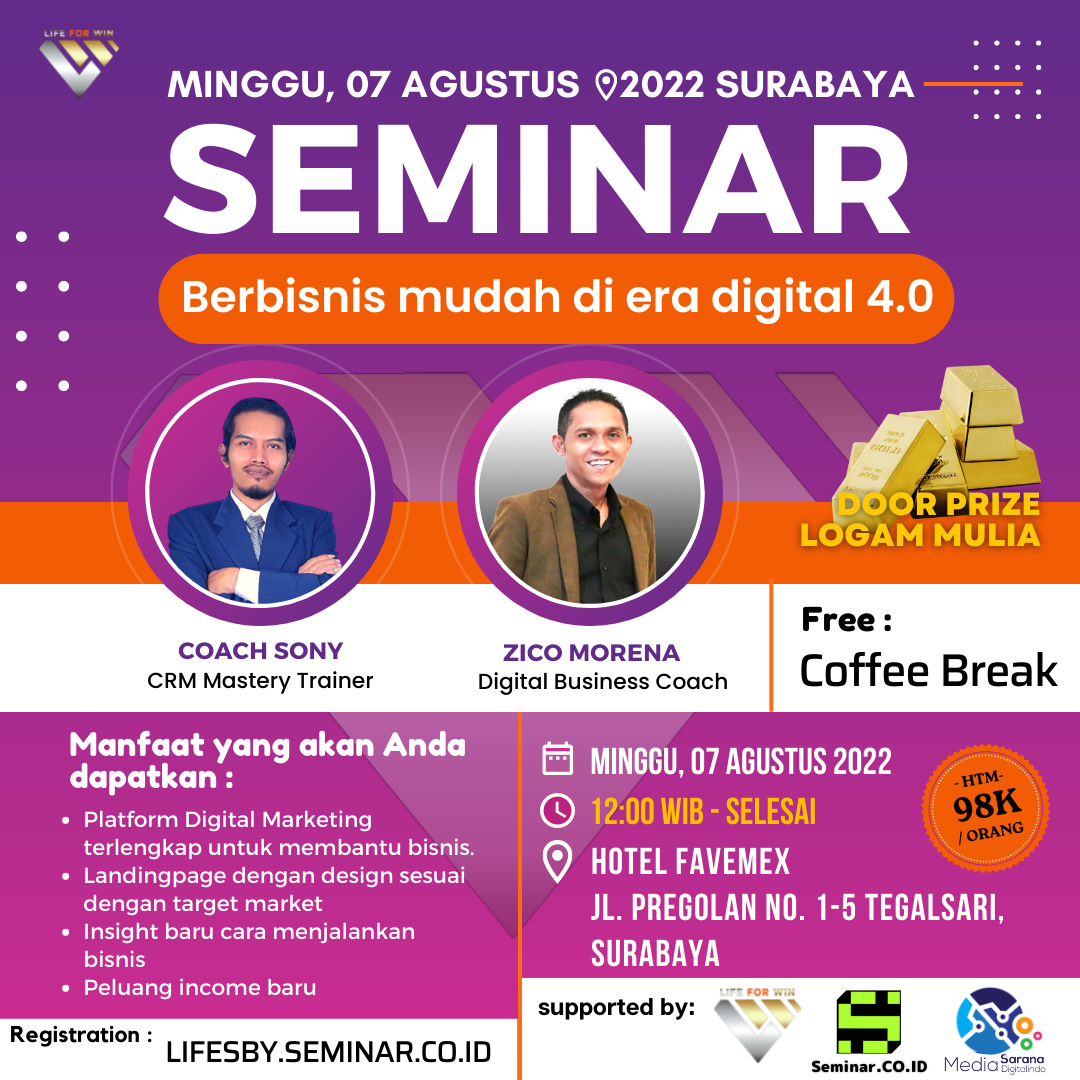 LIFE FOR WIN
MINGGU, 07 AGUSTUS 2022 SURABAYA
SEMINAR
Berbisnis mudah di era digital 4.0
DOOR PRIZE
LOGAM MULIA
COACH SONY
CRM Mastery Trainer
ZICO MORENA
Digital Business Coach
Free :
Coffee Break
Manfaat yang akan Anda
dapatkan :
• Platform Digital Marketing
terlengkap untuk membantu bisnis.
• Landingpage dengan design sesuai
dengan target market
• Insight baru cara menjalankan
bisnis
• Peluang income baru
MINGGU, 07 AGUSTUS 2022
12:00 WIB - SELESAI
HOTEL FAVEMEX
JL. PREGOLAN NO. 1-5 TEGALSARI,
SURABAYA
- HTM-
98K
/ ORANG
Registration :
LIFESBY.SEMINAR.CO.ID
supported by:
LIFE FOR WIN
Seminar.CO.ID
Media Sarana
Digitalindo